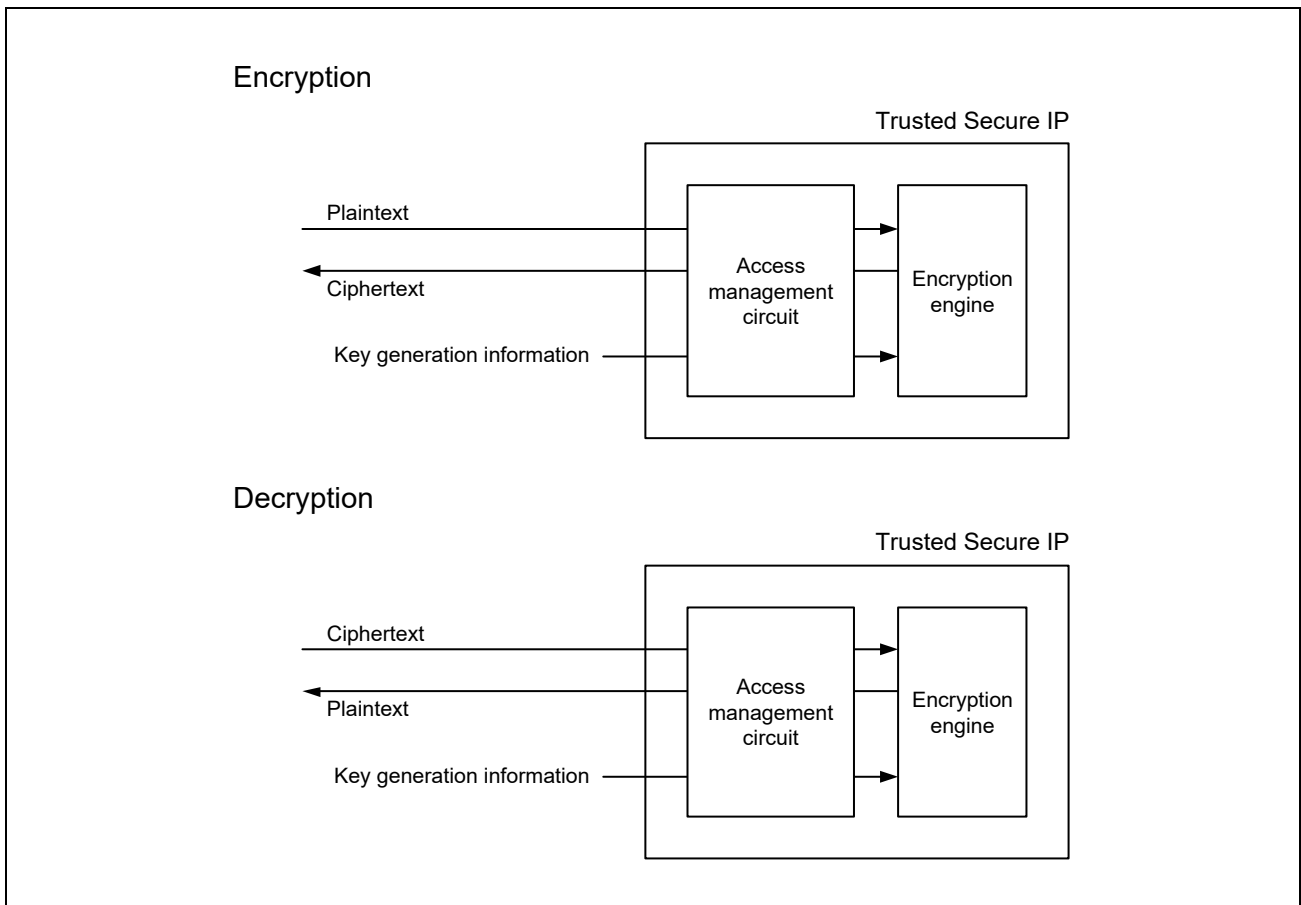 Encryption
Trusted Secure IP
Plaintext
Ciphertext
Key generation information
Access
management
circuit
Encryption
engine
Decryption
Trusted Secure IP
Ciphertext
Plaintext
Key generation information
Access
management
circuit
Encryption
engine